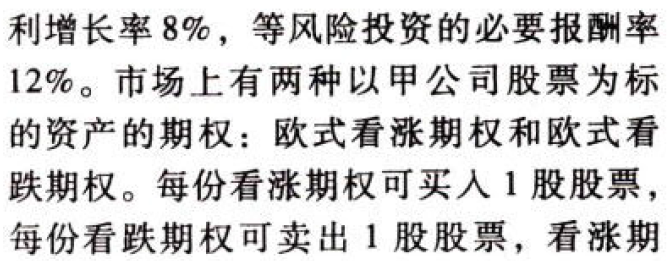 利增长率8%，等风险投资的必要报酬率
12%。市场上有两种以甲公司股票为标
的资产的期权：欧式看涨期权和欧式看
跌期权。每份看涨期权可买入1股股票，
每份看跌期权可卖出1股股票，看涨期